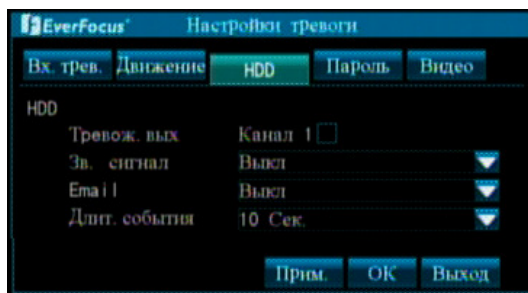 EverFocus Настройки тревоги
Вх. трев. Движение HDD Пароль Видео
HDD
Тревож. вых Канал 1
Зв. сигнал Выкл
Email Выкл
Длит. события 10 Сек.
Прим. ОК Выход